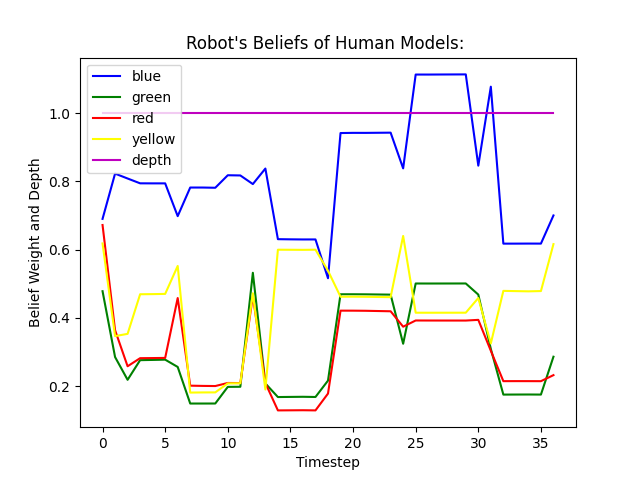 Robot's Beliefs of Human Models:
blue
green
red
yellow
depth
Belief Weight and Depth
1.0
0.8
0.6
0.4
0.2
0 5 10 15 20 25 30 35
Timestep